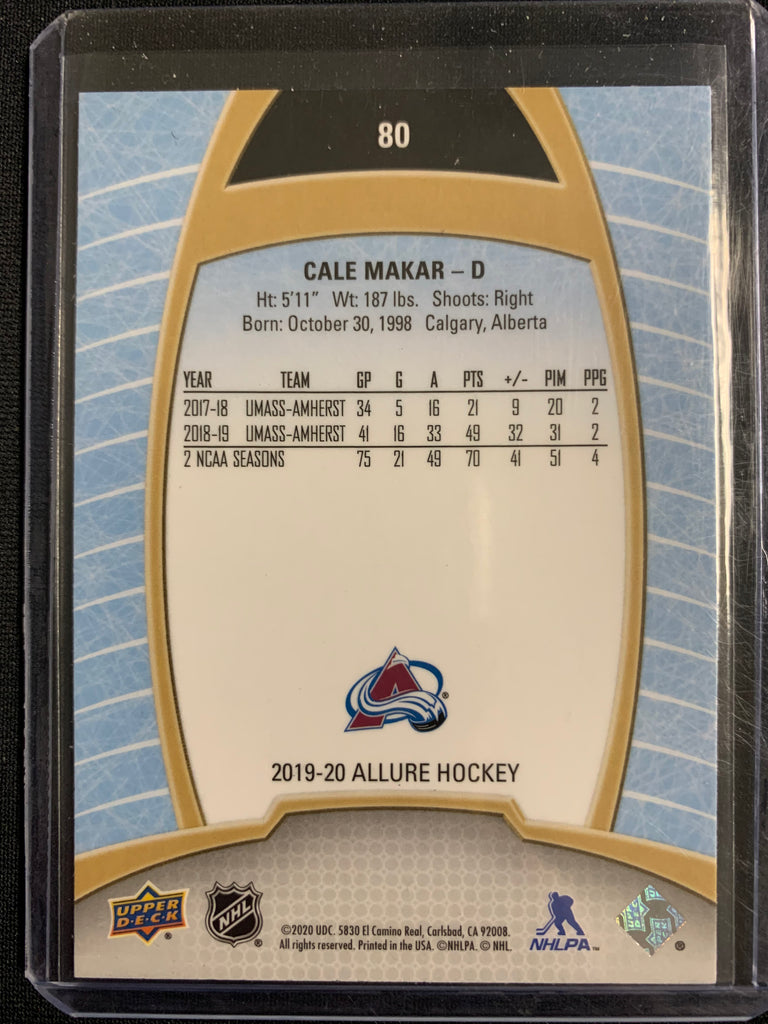 80
CALE MAKAR – D
Ht: 5'11" Wt: 187 lbs. Shoots: Right
Born: October 30, 1998 Calgary, Alberta
YEAR TEAM GP G A PTS +/- PIM PPG
2017-18 UMASS-AMHERST 34 5 16 21 9 20 2
2018-19 UMASS-AMHERST 41 16 33 49 32 31 2
2 NCAA SEASONS 75 21 49 70 41 51 4
A ®
2019-20 ALLURE HOCKEY
UPPER
D·E·C·K ®
NHL ®
©2020 UDC. 5830 El Camino Real, Carlsbad, CA 92008.
All rights reserved. Printed in the USA. ©NHLPA. © NHL.
NHLPA™
®